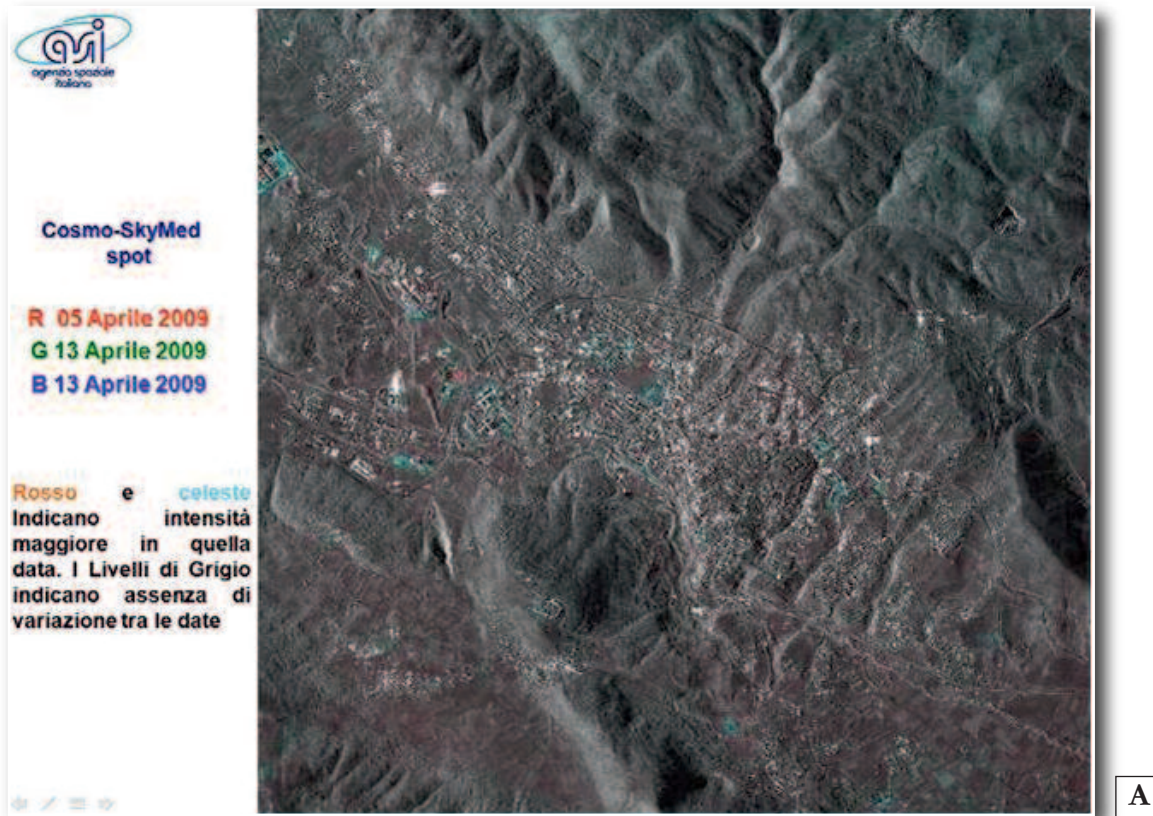 asi
agenzia spaziale
italiana
Cosmo-SkyMed
spot
R 05 Aprile 2009
G 13 Aprile 2009
B 13 Aprile 2009
Rosso e celeste
Indicano intensità
maggiore in quella
data. I Livelli di Grigio
indicano assenza di
variazione tra le date
A